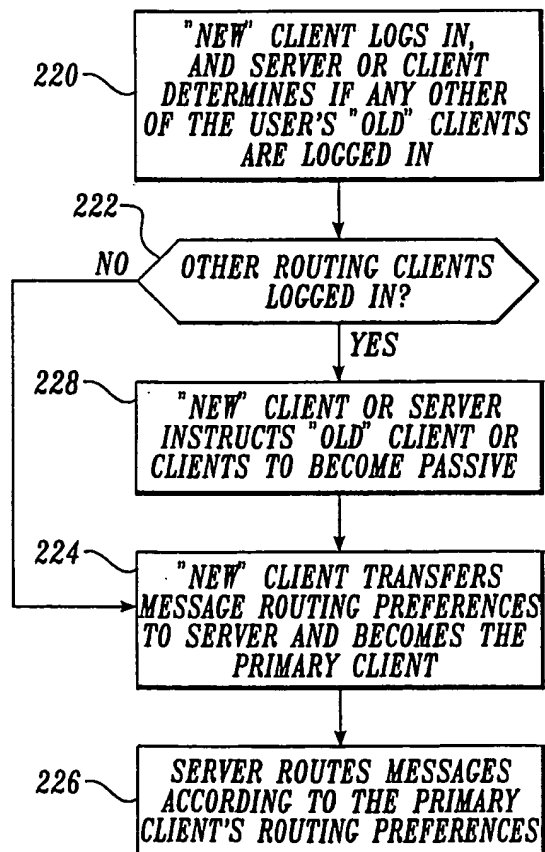 220
"NEW" CLIENT LOGS IN,
AND SERVER OR CLIENT
DETERMINES IF ANY OTHER
OF THE USER'S "OLD" CLIENTS
ARE LOGGED IN
222
NO
OTHER ROUTING CLIENTS
LOGGED IN?
YES
228
"NEW" CLIENT OR SERVER
INSTRUCTS "OLD" CLIENT OR
CLIENTS TO BECOME PASSIVE
224
"NEW" CLIENT TRANSFERS
MESSAGE ROUTING PREFERENCES
TO SERVER AND BECOMES THE
PRIMARY CLIENT
226
SERVER ROUTES MESSAGES
ACCORDING TO THE PRIMARY
CLIENT'S ROUTING PREFERENCES